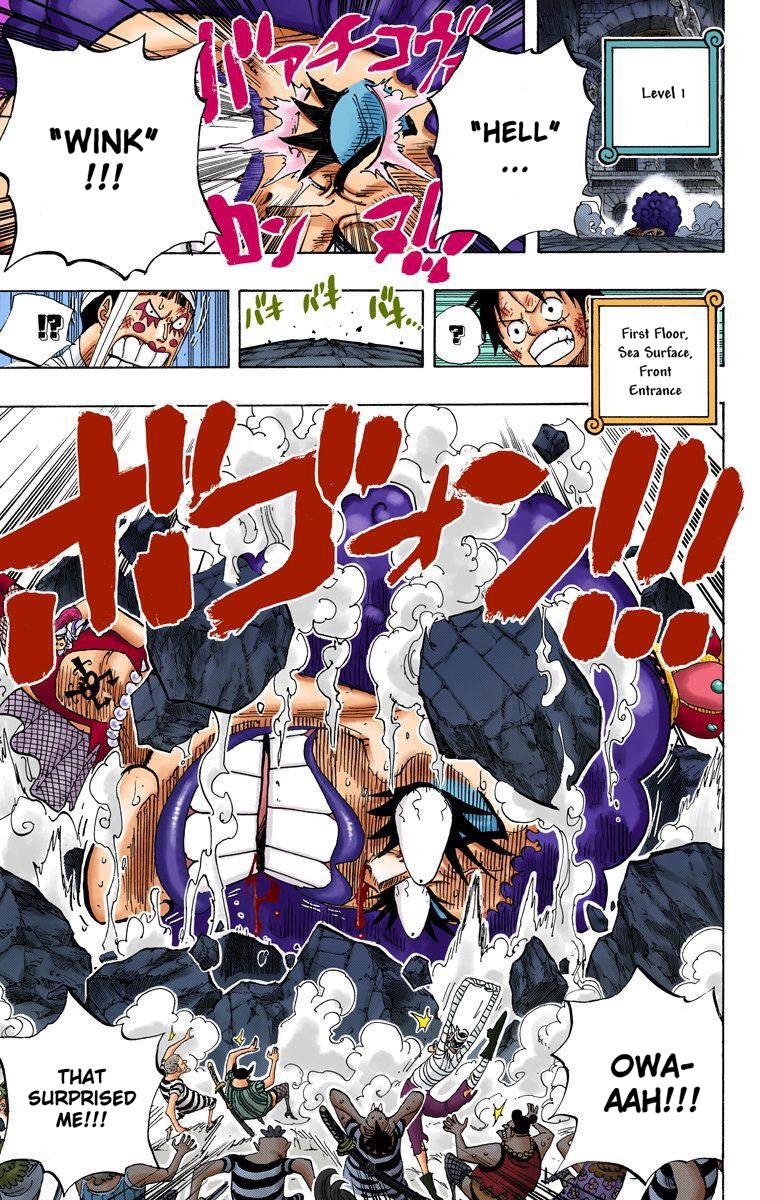 Level 1
"HELL"
...
バァチコヴ
ロン
ヌッ!!
"WINK"
!!!
First Floor,
Sea Surface,
Front
Entrance
?
バキ バキ バキ...
!?
ボゴォン!!!
OWA-
AAH!!!
THAT
SURPRISED
ME!!!